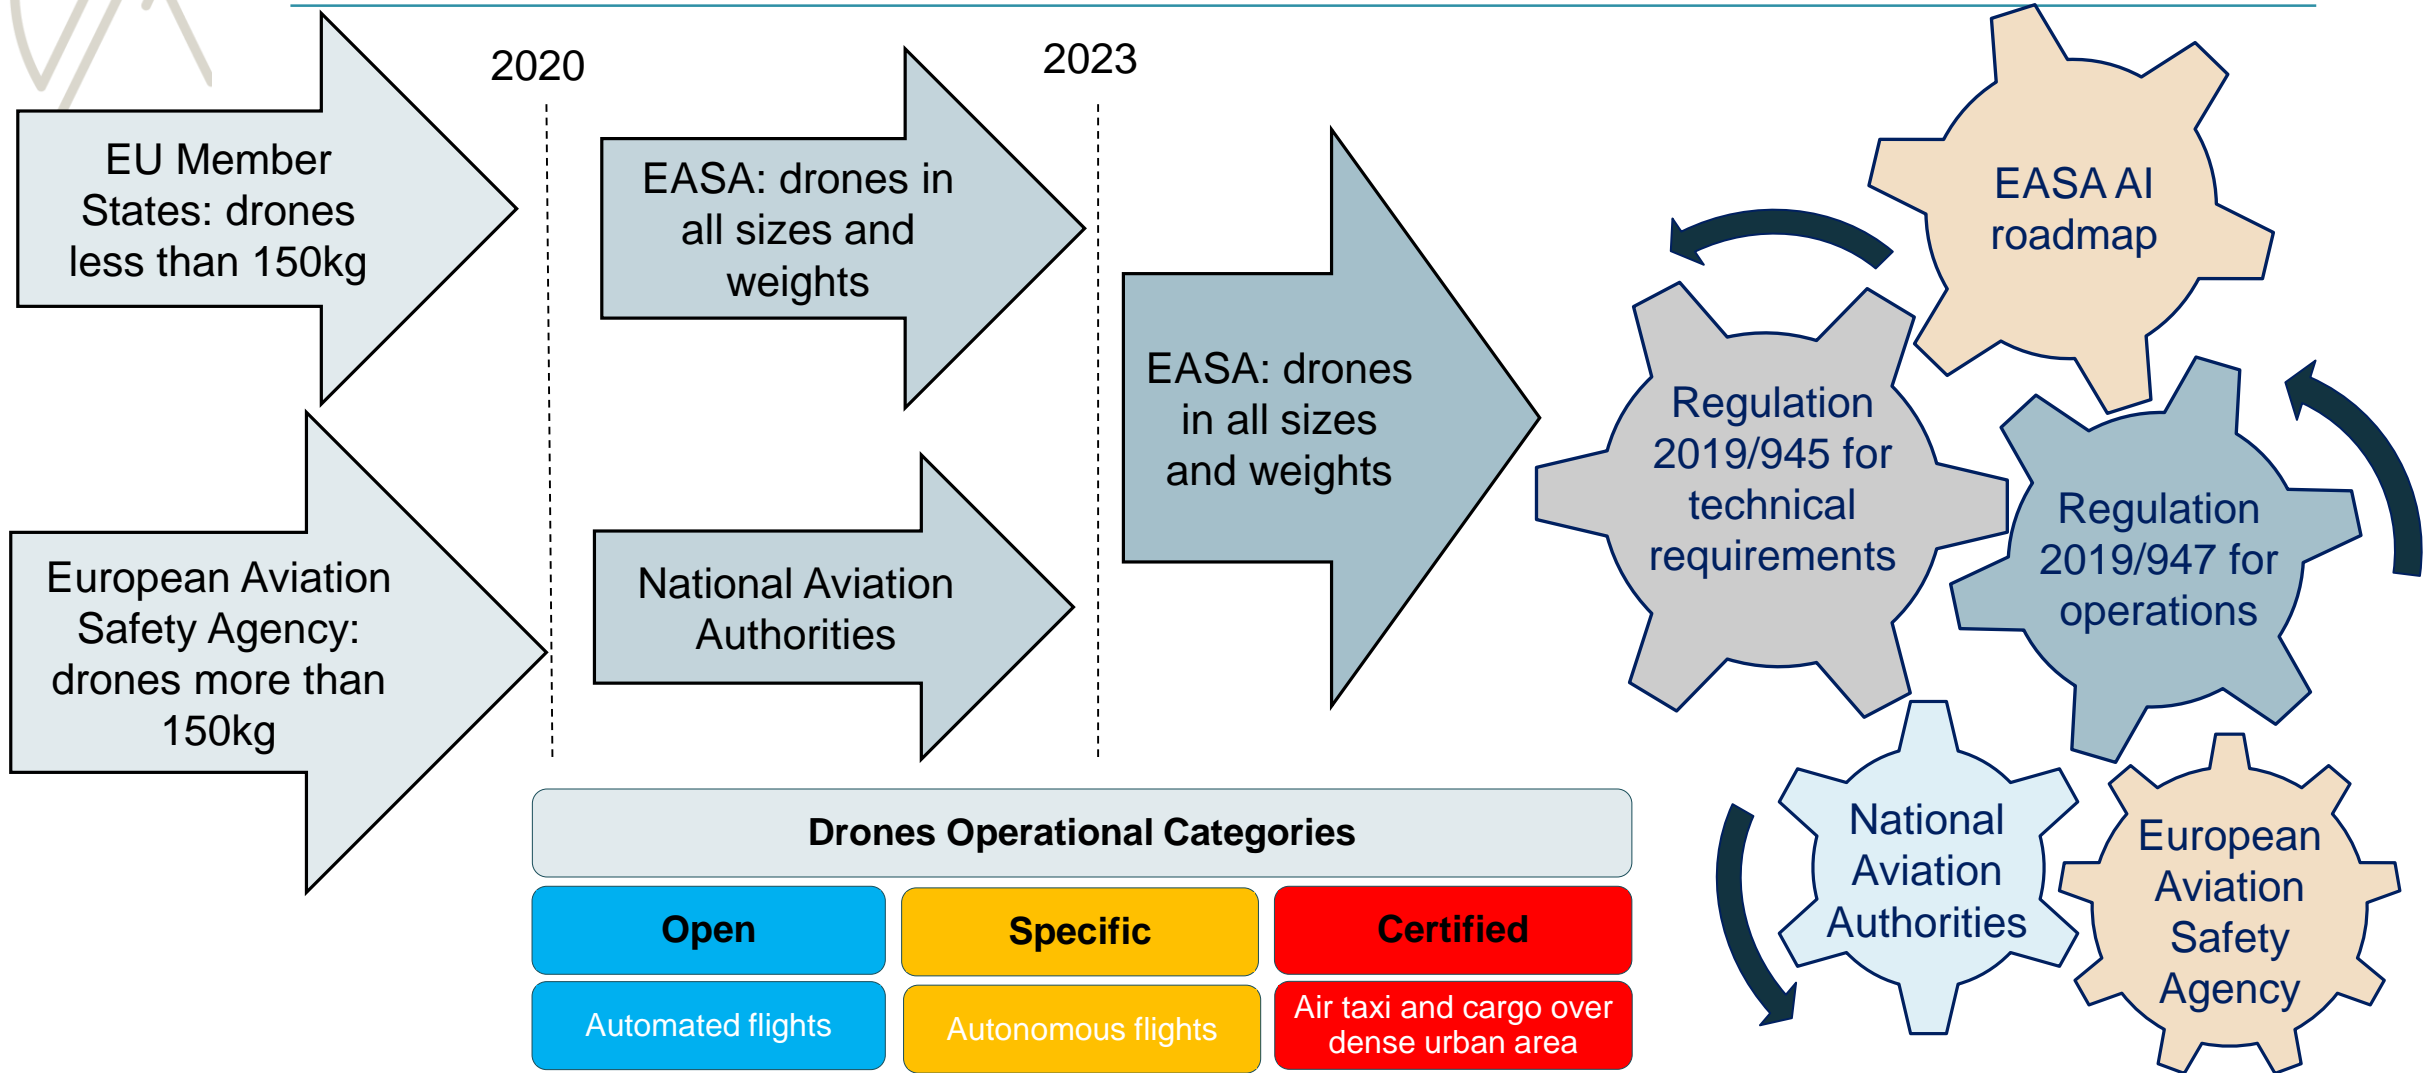 2020
2023
EU Member
States: drones
less than 150kg
European Aviation
Safety Agency:
drones more than
150kg
EASA: drones in
all sizes and
weights
National Aviation
Authorities
EASA: drones
in all sizes
and weights
EASA AI
roadmap
Regulation
2019/945 for
technical
requirements
Regulation
2019/947 for
operations
National
Aviation
Authorities
European
Aviation
Safety
Agency
Drones Operational Categories
Open
Specific
Certified
Automated flights
Autonomous flights
Air taxi and cargo over
dense urban area